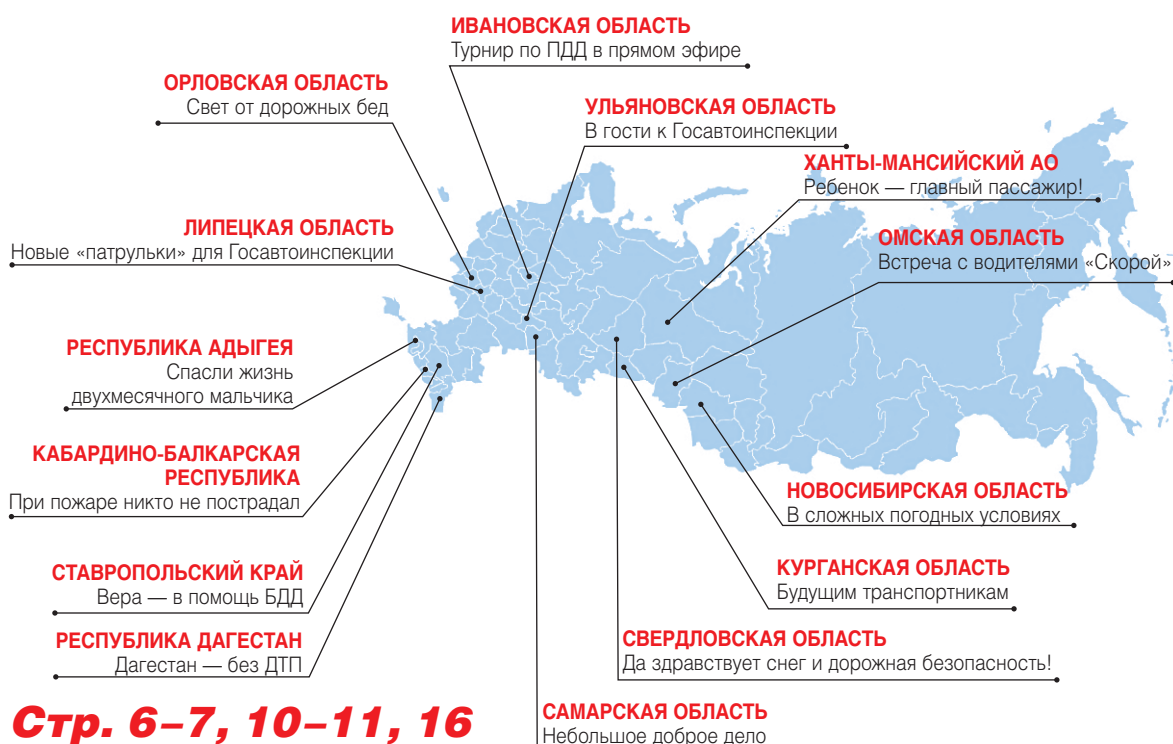 ИВАНОВСКАЯ ОБЛАСТЬ
Турнир по ПДД в прямом эфире
ОРЛОВСКАЯ ОБЛАСТЬ
Свет от дорожных бед
УЛЬЯНОВСКАЯ ОБЛАСТЬ
В гости к Госавтоинспекции
ХАНТЫ-МАНСИЙСКИЙ АО
Ребенок — главный пассажир!
ЛИПЕЦКАЯ ОБЛАСТЬ
Новые «патрульки» для Госавтоинспекции
ОМСКАЯ ОБЛАСТЬ
Встреча с водителями «Скорой»
РЕСПУБЛИКА АДЫГЕЯ
Спасли жизнь
двухмесячного мальчика
КАБАРДИНО-БАЛКАРСКАЯ
РЕСПУБЛИКА
При пожаре никто не пострадал
НОВОСИБИРСКАЯ ОБЛАСТЬ
В сложных погодных условиях
СТАВРОПОЛЬСКИЙ КРАЙ
Вера — в помощь БДД
КУРГАНСКАЯ ОБЛАСТЬ
Будущим транспортникам
РЕСПУБЛИКА ДАГЕСТАН
Дагестан — без ДТП
СВЕРДЛОВСКАЯ ОБЛАСТЬ
Да здравствует снег и дорожная безопасность!
САМАРСКАЯ ОБЛАСТЬ
Небольшое доброе дело
Стр. 6–7, 10–11, 16